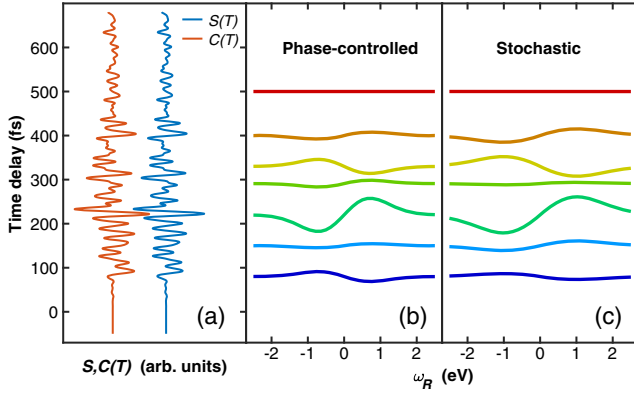 S(T)
C(T)
Phase-controlled
Stochastic
Time delay (fs)
600
500
400
300
200
100
0
(a)
(b)
(c)
-2 -1 0 1 2
-2 -1 0 1 2
S,C(T) (arb. units)
ω_R (eV)